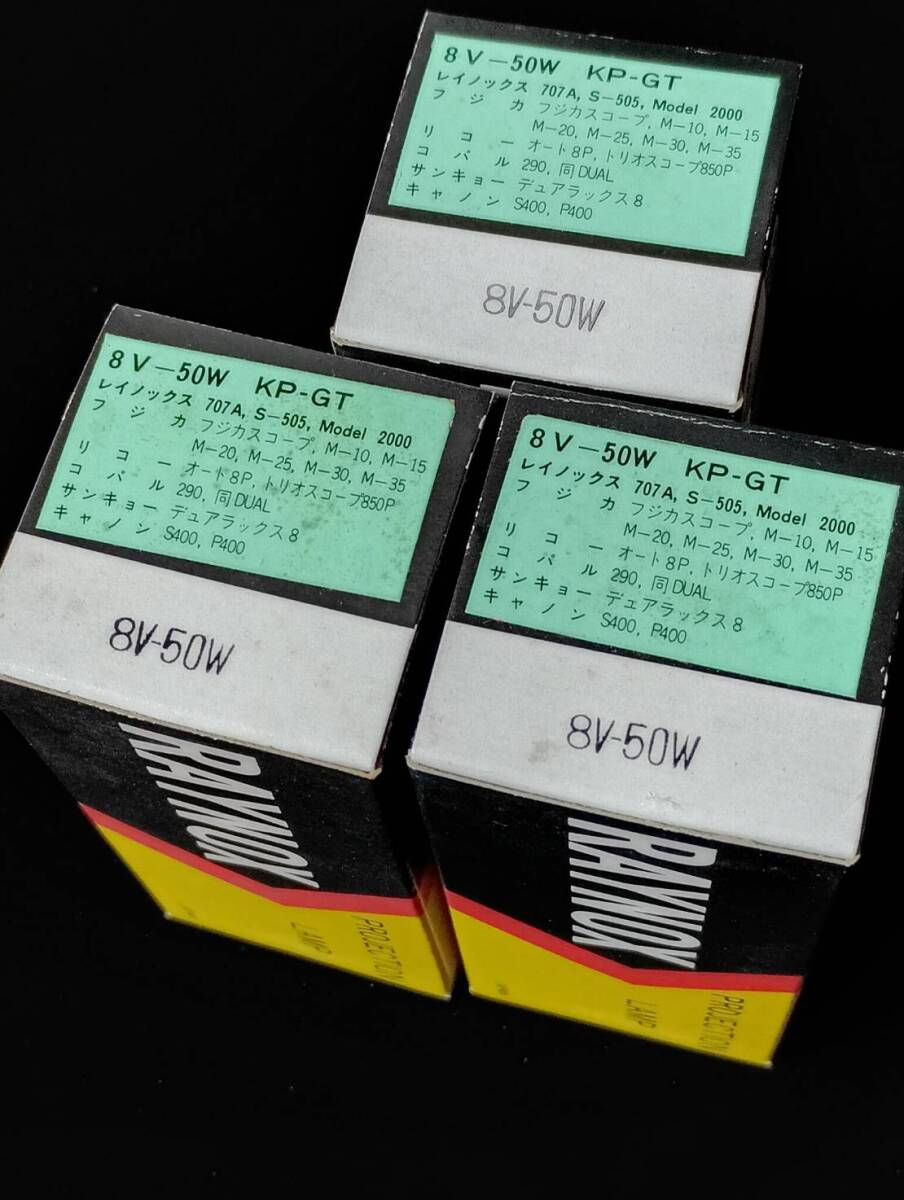 8V−50W KP-GT
レイノックス 707A, S−505, Model 2000
フジカ フジカスコープ, M−10, M−15
M−20, M−25, M−30, M−35
リコー オート8P, トリオスコープ850P
コパル 290, 同DUAL
サンキョー デュアラックス8
キャノン S400, P400
8V-50W
8V−50W KP-GT
レイノックス 707A, S−505, Model 2000
フジカ フジカスコープ, M−10, M−15
M−20, M−25, M−30, M−35
リコー オート8P, トリオスコープ850P
コパル 290, 同DUAL
サンキョー デュアラックス8
キャノン S400, P400
8V-50W
RAYNOX
PROJECTION
LAMP
8V−50W KP-GT
レイノックス 707A, S−505, Model 2000
フジカ フジカスコープ, M−10, M−15
M−20, M−25, M−30, M−35
リコー オート8P, トリオスコープ850P
コパル 290, 同DUAL
サンキョー デュアラックス8
キャノン S400, P400
8V-50W
RAYNOX
PROJECTION
LAMP